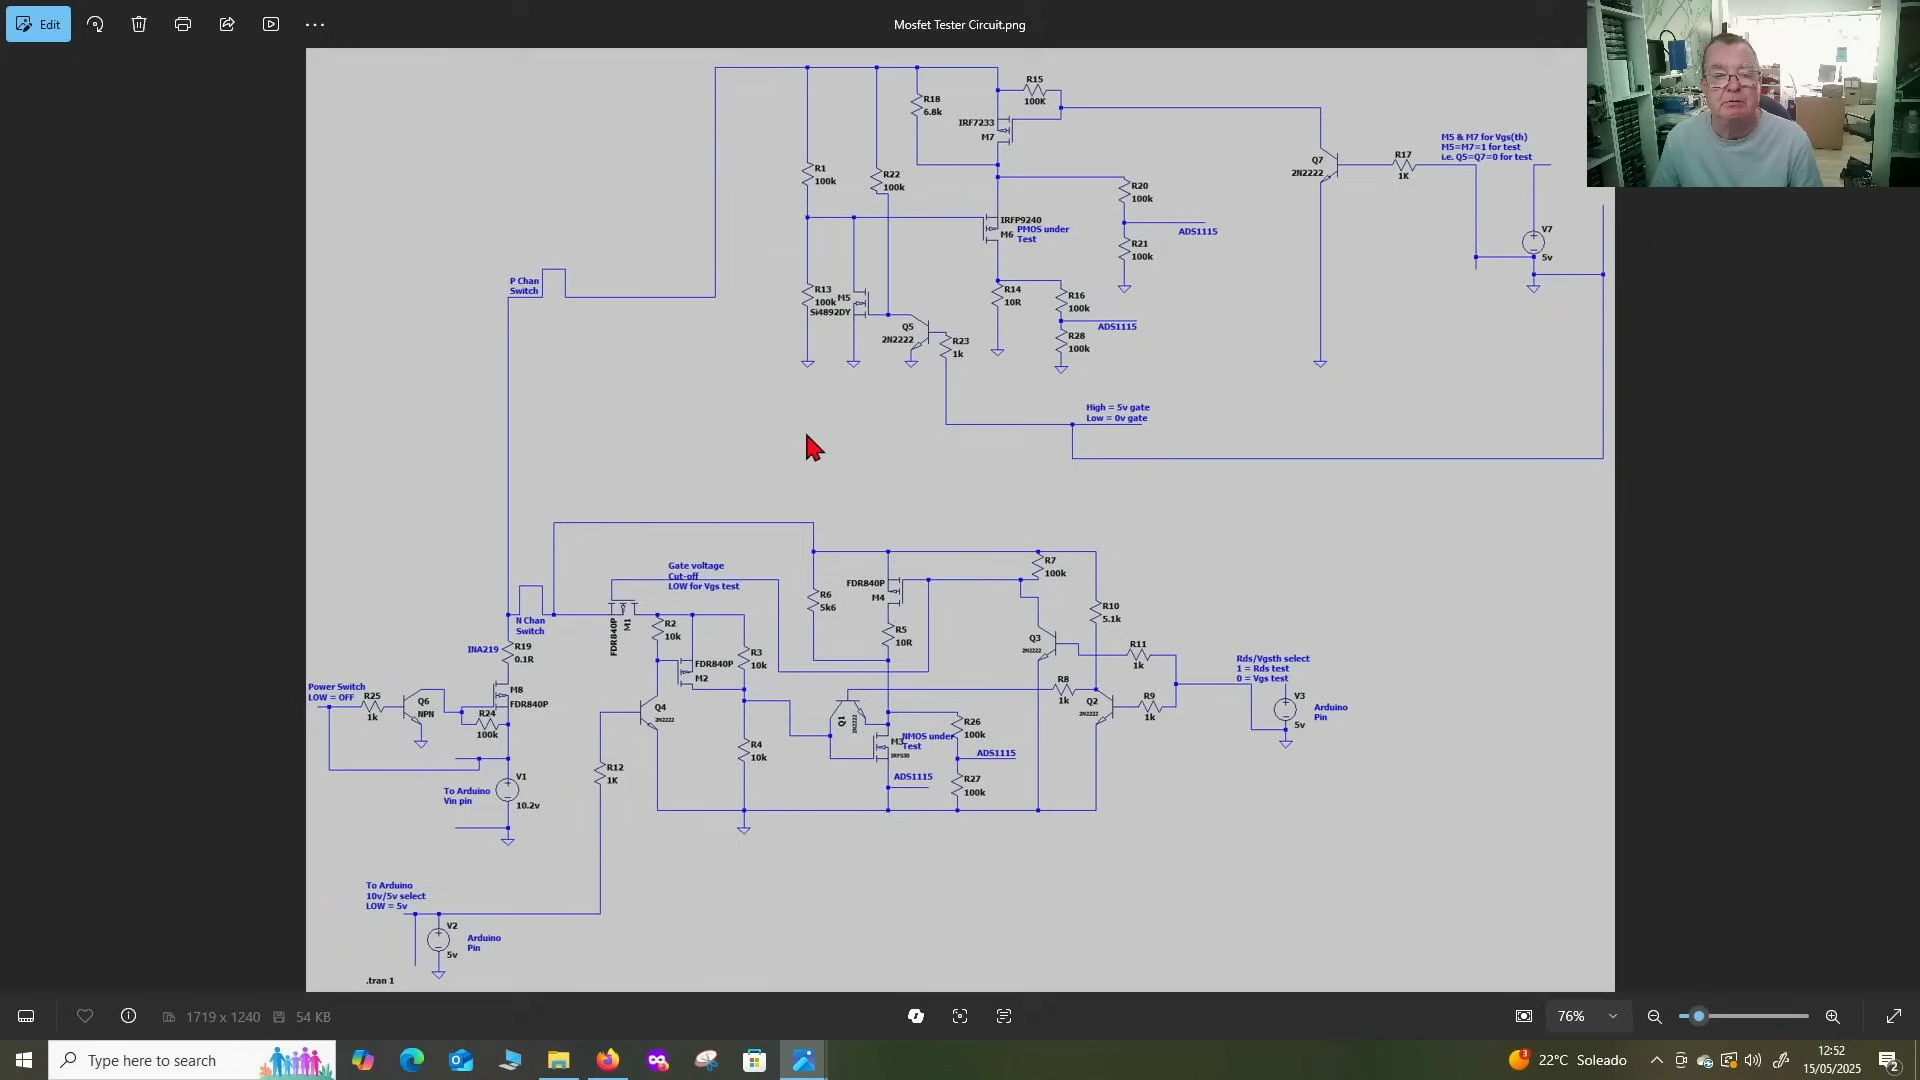 Edit
Mosfet Tester Circuit.png
R15
100K
R18
6.8k
IRF7233
M7
M5 & M7 for Vgs(th)
M5=M7=1 for test
i.e. Q5=Q7=0 for test
Q7
2N2222
R17
1K
R1
100k
R22
100k
R20
100k
IRFP9240
M6
PMOS under
Test
ADS1115
R21
100k
V7
5v
P Chan
Switch
R13
100k
M5
Si4892DY
R14
10R
R16
100k
ADS1115
Q5
2N2222
R23
1k
R28
100k
High = 5v gate
Low = 0v gate
Gate voltage
Cut-off
LOW for Vgs test
FDR840P
M4
R7
100k
R6
5k6
R10
5.1k
N Chan
Switch
FDR840P
M1
R2
10k
R5
10R
Q3
2N2222
R11
1k
INA219
R19
0.1R
FDR840P
M2
R3
10k
Rds/Vgsth select
1 = Rds test
0 = Vgs test
Power Switch
LOW = OFF
R25
1k
Q6
NPN
M8
FDR840P
R24
100k
Q4
2N2222
Q1
2N2222
R8
1k
Q2
2N2222
R9
1k
V3
5v
Arduino
Pin
R26
100k
M3
NMOS under
Test
IRF530
ADS1115
R4
10k
R12
1K
ADS1115
R27
100k
V1
10.2v
To Arduino
Vin pin
To Arduino
10v/5v select
LOW = 5v
V2
5v
Arduino
Pin
.tran 1
1719 x 1240
54 KB
76%
Type here to search
3
22°C Soleado
12:52
15/05/2025
2